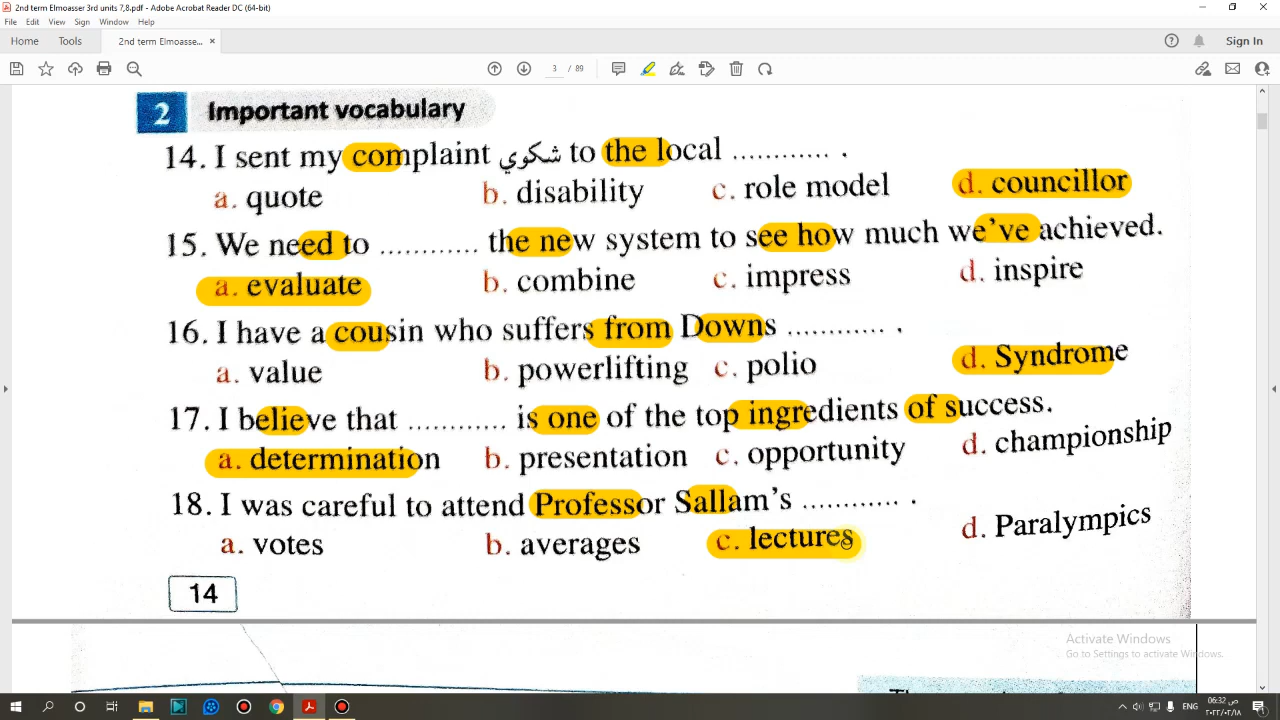 2nd term Elmoasser 3rd units 7,8.pdf - Adobe Acrobat Reader DC (64-bit)
File Edit View Sign Window Help
Home Tools 2nd term Elmoasse... × Sign In
3 / 89
2 Important vocabulary
14. I sent my complaint شكوي to the local ............ .
a. quote b. disability c. role model d. councillor
15. We need to ............ the new system to see how much we've achieved.
a. evaluate b. combine c. impress d. inspire
16. I have a cousin who suffers from Downs ............ .
a. value b. powerlifting c. polio d. Syndrome
17. I believe that ............ is one of the top ingredients of success.
a. determination b. presentation c. opportunity d. championship
18. I was careful to attend Professor Sallam's ............ .
a. votes b. averages c. lectures d. Paralympics
14
Activate Windows
Go to Settings to activate Windows.
ENG 06:32 ص
٢٠٢٢/٠٢/١٨